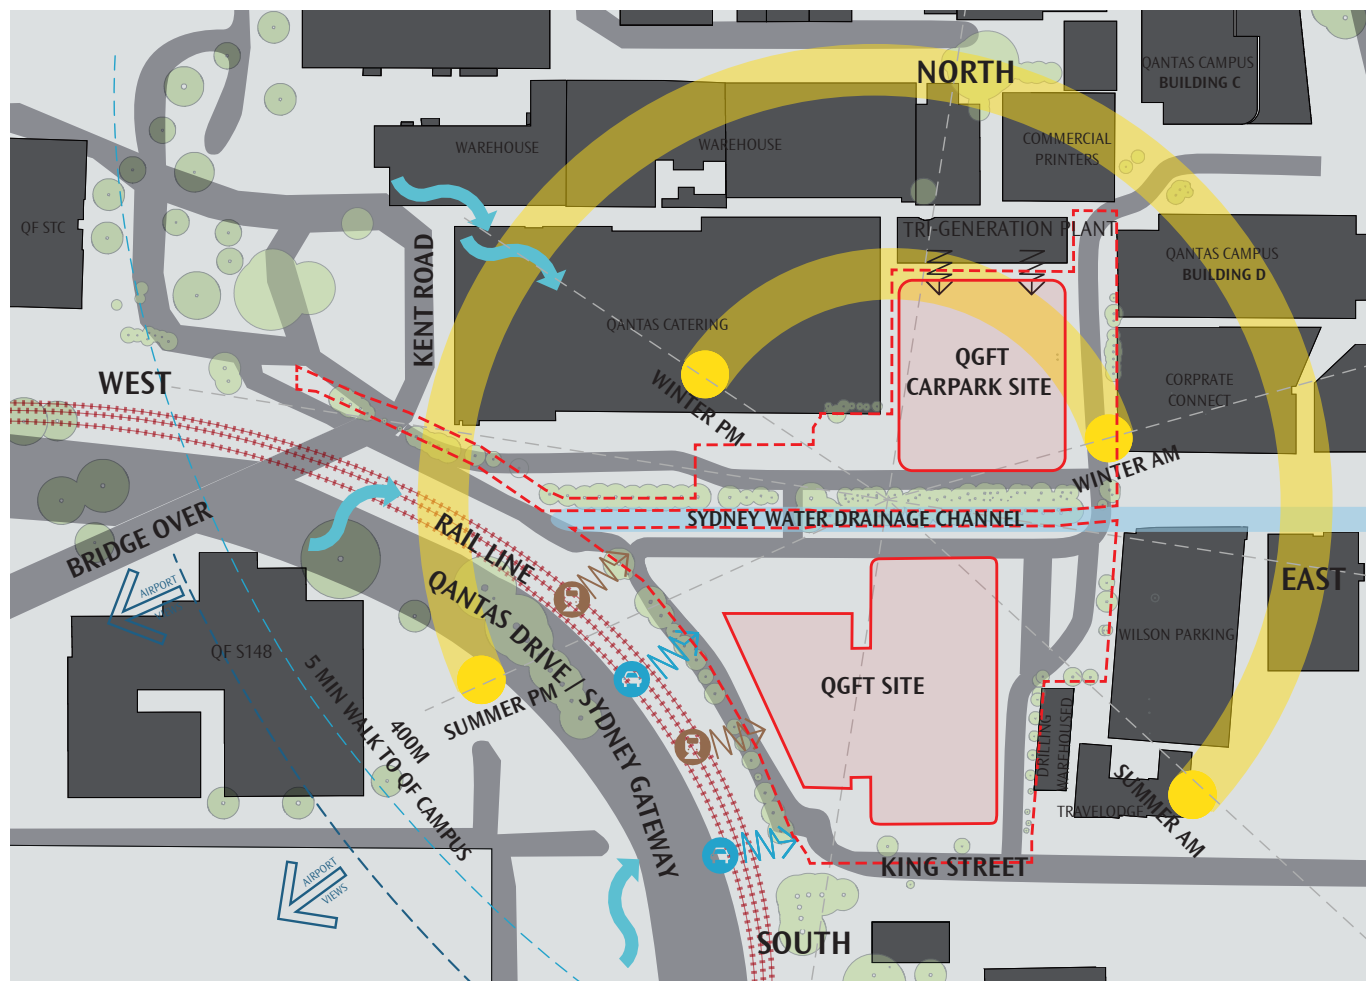 NORTH
QANTAS CAMPUS
BUILDING C
WAREHOUSE
WAREHOUSE
COMMERCIAL
PRINTERS
QF STC
TRI-GENERATION PLANT
QANTAS CAMPUS
BUILDING D
KENT ROAD
QANTAS CATERING
QGFT
CARPARK SITE
WEST
WINTER PM
CORPRATE
CONNECT
WINTER AM
BRIDGE OVER
RAIL LINE
SYDNEY WATER DRAINAGE CHANNEL
EAST
AIRPORT
QANTAS DRIVE / SYDNEY GATEWAY
WILSON PARKING
QF S148
QGFT SITE
SUMMER PM
5 MIN WALK TO QF CAMPUS
400M
DRILLING
WAREHOUSED
SUMMER AM
TRAVELODGE
AIRPORT
VIEWS
KING STREET
SOUTH